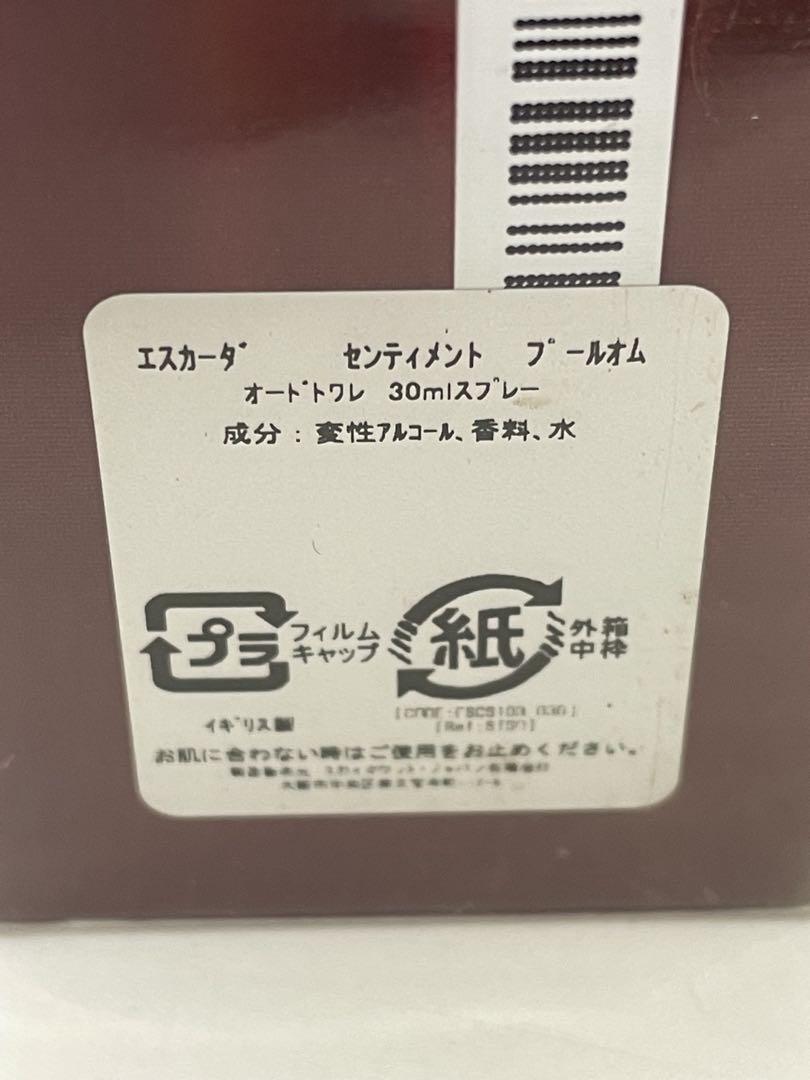 エスカーダ センティメント プールオム
オードトワレ 30mlスプレー
成分：変性アルコール、香料、水
プラ
フィルム
キャップ
紙
外箱
中枠
イギリス製
お肌に合わない時はご使用をお止めください。